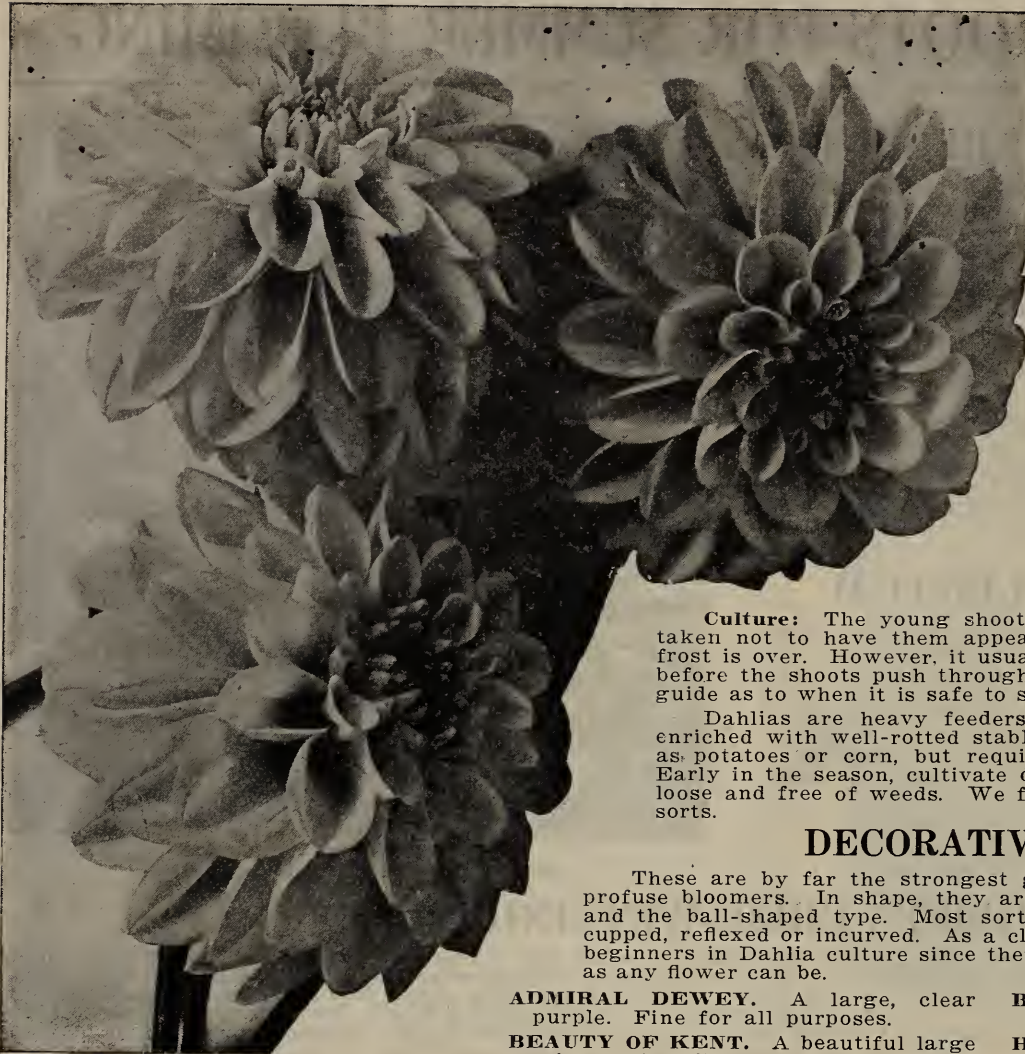 Culture: The young shoot
taken not to have them appea
frost is over. However, it usua
before the shoots push through
guide as to when it is safe to s
Dahlias are heavy feeders
enriched with well-rotted stabl
as potatoes or corn, but requi
Early in the season, cultivate
loose and free of weeds. We f
sorts.
DECORATIV
These are by far the strongest g
profuse bloomers. In shape, they ar
and the ball-shaped type. Most sort
cupped, reflexed or incurved. As a cl
beginners in Dahlia culture since the
as any flower can be.
ADMIRAL DEWEY. A large, clear B
purple. Fine for all purposes.
BEAUTY OF KENT. A beautiful large H